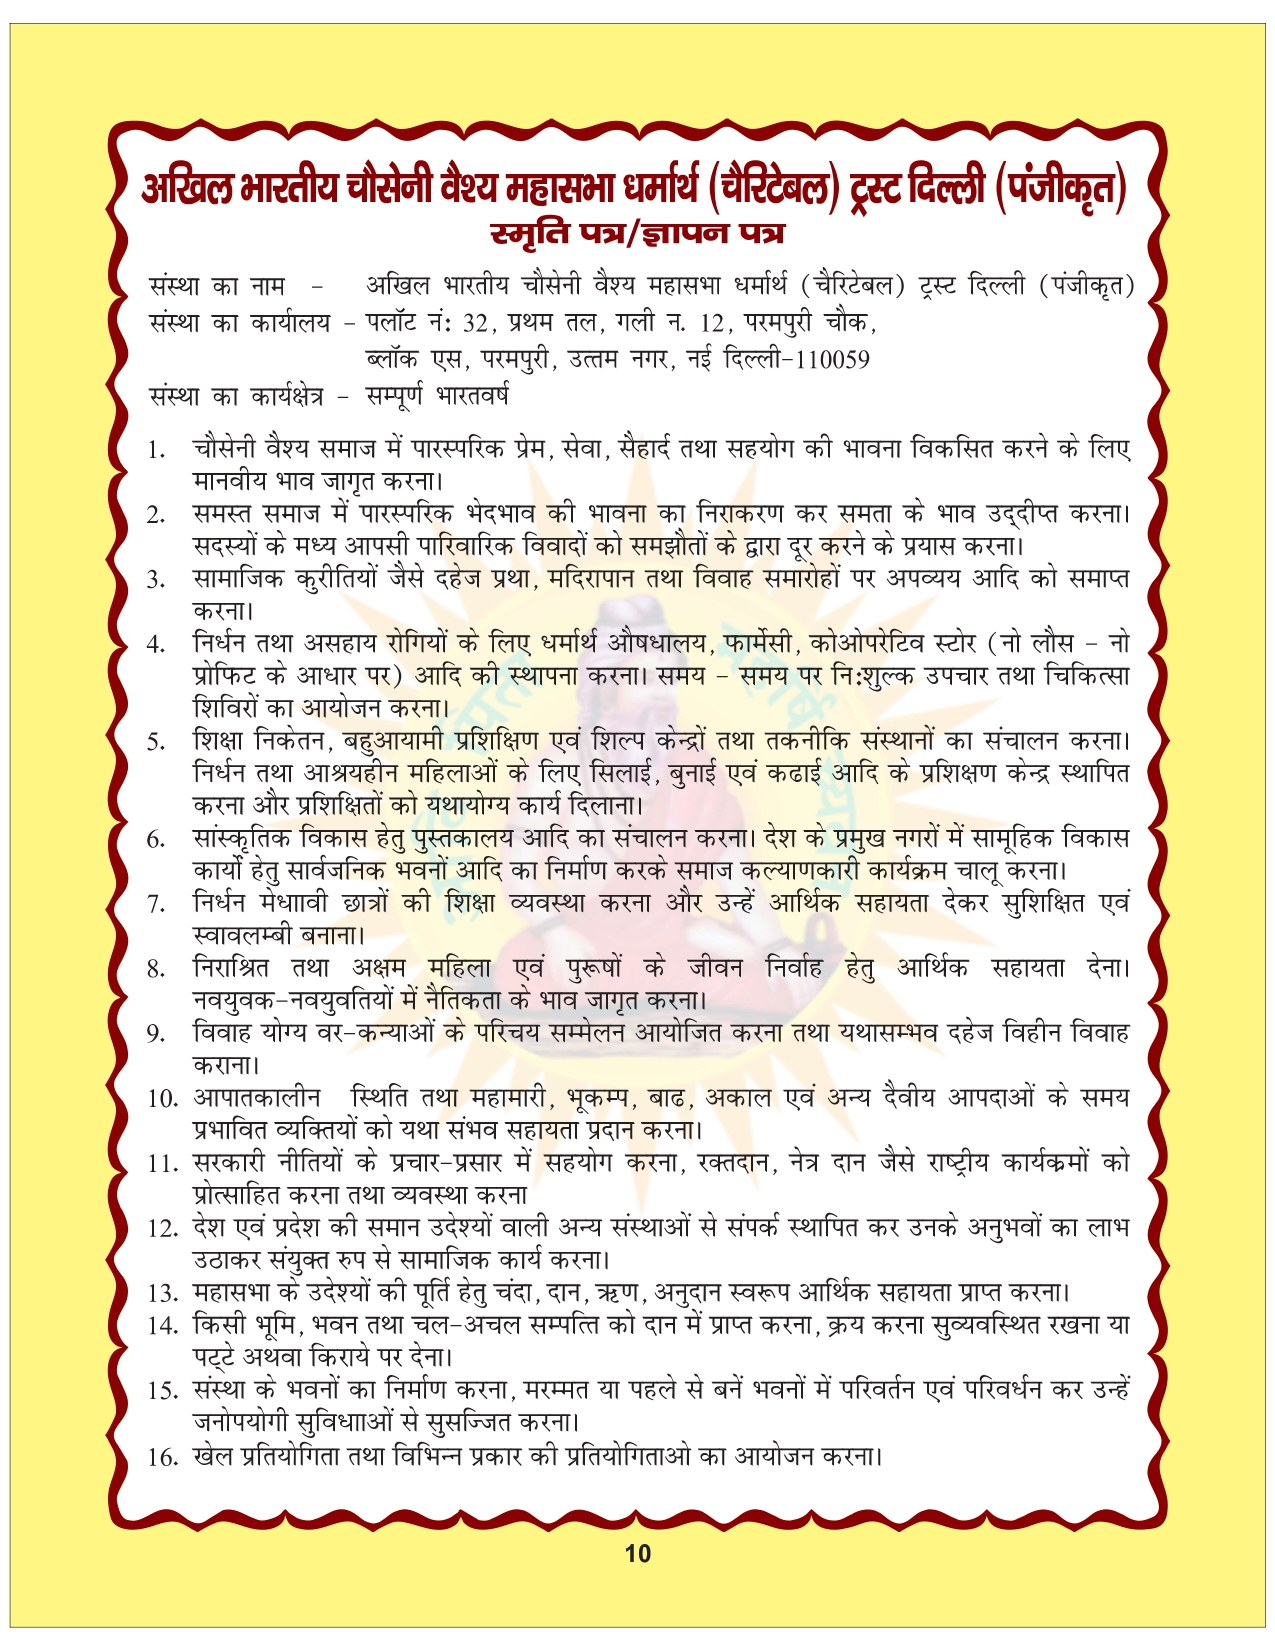 अखिल भारतीय चौसेनी वैश्य महासभा धर्मार्थ (चैरिटेबल) ट्रस्ट दिल्ली (पंजीकृत)
स्मृति पत्र/ज्ञापन पत्र
संस्था का नाम – अखिल भारतीय चौसेनी वैश्य महासभा धर्मार्थ (चैरिटेबल) ट्रस्ट दिल्ली (पंजीकृत)
संस्था का कार्यालय – पलॉट नं: 32, प्रथम तल, गली न. 12, परमपुरी चौक,
ब्लॉक एस, परमपुरी, उत्तम नगर, नई दिल्ली-110059
संस्था का कार्यक्षेत्र – सम्पूर्ण भारतवर्ष
1. चौसेनी वैश्य समाज में पारस्परिक प्रेम, सेवा, सैहार्द तथा सहयोग की भावना विकसित करने के लिए
मानवीय भाव जागृत करना।
2. समस्त समाज में पारस्परिक भेदभाव की भावना का निराकरण कर समता के भाव उद्दीप्त करना।
सदस्यों के मध्य आपसी पारिवारिक विवादों को समझौतों के द्वारा दूर करने के प्रयास करना।
3. सामाजिक कुरीतियों जैसे दहेज प्रथा, मदिरापान तथा विवाह समारोहों पर अपव्यय आदि को समाप्त
करना।
4. निर्धन तथा असहाय रोगियों के लिए धर्मार्थ औषधालय, फार्मेसी, कोओपरेटिव स्टोर (नो लौस – नो
प्रोफिट के आधार पर) आदि की स्थापना करना। समय – समय पर नि:शुल्क उपचार तथा चिकित्सा
शिविरों का आयोजन करना।
5. शिक्षा निकेतन, बहुआयामी प्रशिक्षिण एवं शिल्प केन्द्रों तथा तकनीकि संस्थानों का संचालन करना।
निर्धन तथा आश्रयहीन महिलाओं के लिए सिलाई, बुनाई एवं कढाई आदि के प्रशिक्षण केन्द्र स्थापित
करना और प्रशिक्षितों को यथायोग्य कार्य दिलाना।
6. सांस्कृतिक विकास हेतु पुस्तकालय आदि का संचालन करना। देश के प्रमुख नगरों में सामूहिक विकास
कार्यो हेतु सार्वजनिक भवनों आदि का निर्माण करके समाज कल्याणकारी कार्यक्रम चालू करना।
7. निर्धन मेधाावी छात्रों की शिक्षा व्यवस्था करना और उन्हें आर्थिक सहायता देकर सुशिक्षित एवं
स्वावलम्बी बनाना।
8. निराश्रित तथा अक्षम महिला एवं पुरूषों के जीवन निर्वाह हेतु आर्थिक सहायता देना।
नवयुवक-नवयुवतियों में नैतिकता के भाव जागृत करना।
9. विवाह योग्य वर-कन्याओं के परिचय सम्मेलन आयोजित करना तथा यथासम्भव दहेज विहीन विवाह
कराना।
10. आपातकालीन स्थिति तथा महामारी, भूकम्प, बाढ, अकाल एवं अन्य दैवीय आपदाओं के समय
प्रभावित व्यक्तियों को यथा संभव सहायता प्रदान करना।
11. सरकारी नीतियों के प्रचार-प्रसार में सहयोग करना, रक्तदान, नेत्र दान जैसे राष्ट्रीय कार्यक्रमों को
प्रोत्साहित करना तथा व्यवस्था करना
12. देश एवं प्रदेश की समान उदेश्यों वाली अन्य संस्थाओं से संपर्क स्थापित कर उनके अनुभवों का लाभ
उठाकर संयुक्त रुप से सामाजिक कार्य करना।
13. महासभा के उदेश्यों की पूर्ति हेतु चंदा, दान, ऋण, अनुदान स्वरूप आर्थिक सहायता प्राप्त करना।
14. किसी भूमि, भवन तथा चल-अचल सम्पत्ति को दान में प्राप्त करना, क्रय करना सुव्यवस्थित रखना या
पट्टे अथवा किराये पर देना।
15. संस्था के भवनों का निर्माण करना, मरम्मत या पहले से बनें भवनों में परिवर्तन एवं परिवर्धन कर उन्हें
जनोपयोगी सुविधााओं से सुसज्जित करना।
16. खेल प्रतियोगिता तथा विभिन्न प्रकार की प्रतियोगिताओ का आयोजन करना।
10